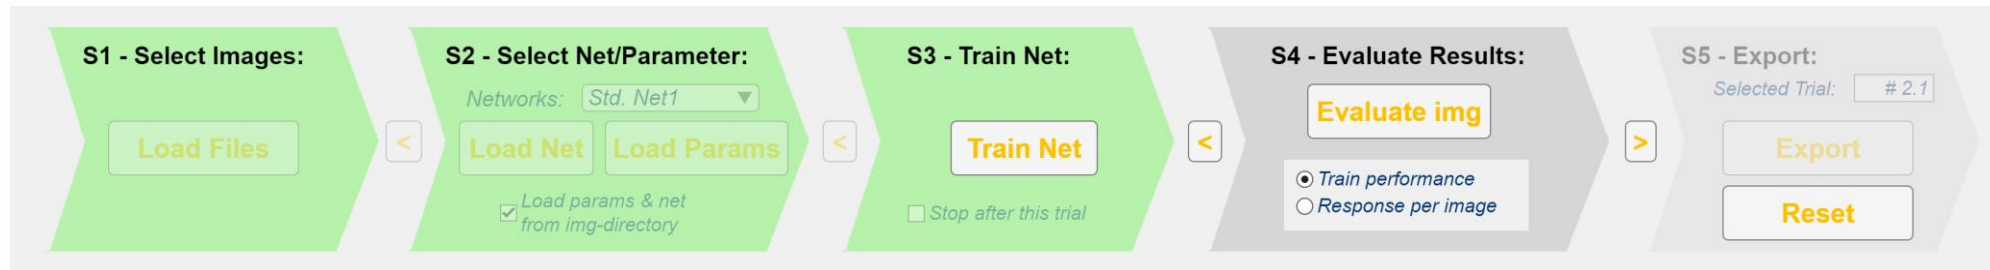 S1 - Select Images:
Load Files
<
S2 - Select Net/Parameter:
Networks: Std. Net1
Load Net Load Params
Load params & net
from img-directory
<
S3 - Train Net:
Train Net
Stop after this trial
<
S4 - Evaluate Results:
Evaluate img
Train performance
Response per image
>
S5 - Export:
Selected Trial: # 2.1
Export
Reset